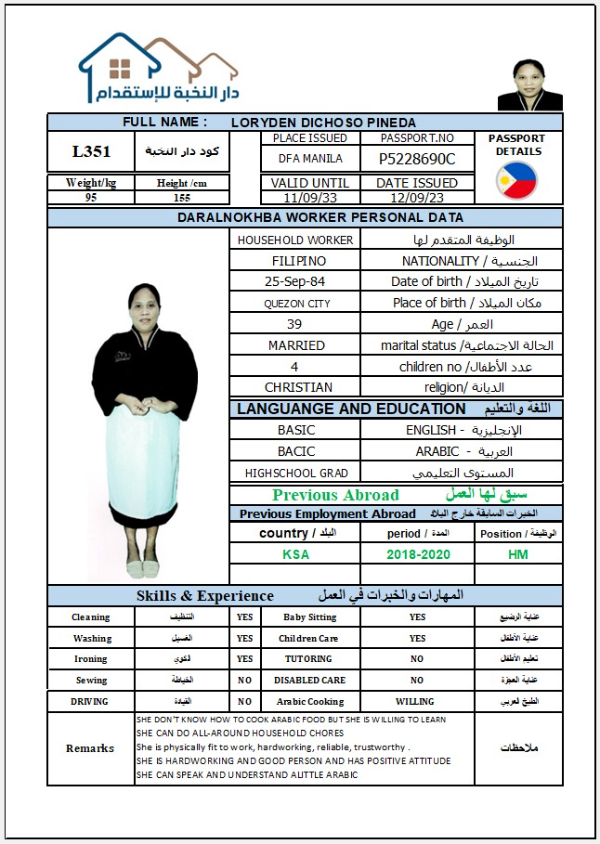 دار النخبة للإستقدام
FULL NAME : LORYDEN DICHOSO PINEDA
L351 كود دار النخبة PLACE ISSUED PASSPORT.NO PASSPORT DETAILS
DFA MANILA P5228690C
Weight/kg Height /cm VALID UNTIL DATE ISSUED
95 155 11/09/33 12/09/23
DARALNOKHBA WORKER PERSONAL DATA
HOUSEHOLD WORKER الوظيفة المتقدم لها
FILIPINO NATIONALITY / الجنسية
25-Sep-84 Date of birth / تاريخ الميلاد
QUEZON CITY Place of birth / مكان الميلاد
39 Age / العمر
MARRIED marital status /الحالة الاجتماعية
4 children no /عدد الأطفال
CHRISTIAN religion/ الديانة
LANGUANGE AND EDUCATION اللغة والتعليم
BASIC ENGLISH - الإنجليزية
BACIC ARABIC - العربية
HIGHSCHOOL GRAD المستوى التعليمي
Previous Abroad سبق لها العمل
Previous Employment Abroad الخبرات السابقة خارج البلاد
country / البلد period / المدة Position / الوظيفة
KSA 2018-2020 HM
Skills & Experience المهارات والخبرات في العمل
Cleaning التنظيف YES Baby Sitting YES عناية الرضيع
Washing الغسيل YES Children Care YES عناية الأطفال
Ironing الكوي YES TUTORING NO تعليم الأطفال
Sewing الخياطة NO DISABLED CARE NO عناية العجزة
DRIVING القيادة NO Arabic Cooking WILLING الطبخ العربي
Remarks ملاحظات
SHE DON'T KNOW HOW TO COOK ARABIC FOOD BUT SHE IS WILLING TO LEARN
SHE CAN DO ALL-AROUND HOUSEHOLD CHORES
She is physically fit to work, hardworking, reliable, trustworthy .
SHE IS HARDWORKING AND GOOD PERSON AND HAS POSITIVE ATTITUDE
SHE CAN SPEAK AND UNDERSTAND ALITTLE ARABIC